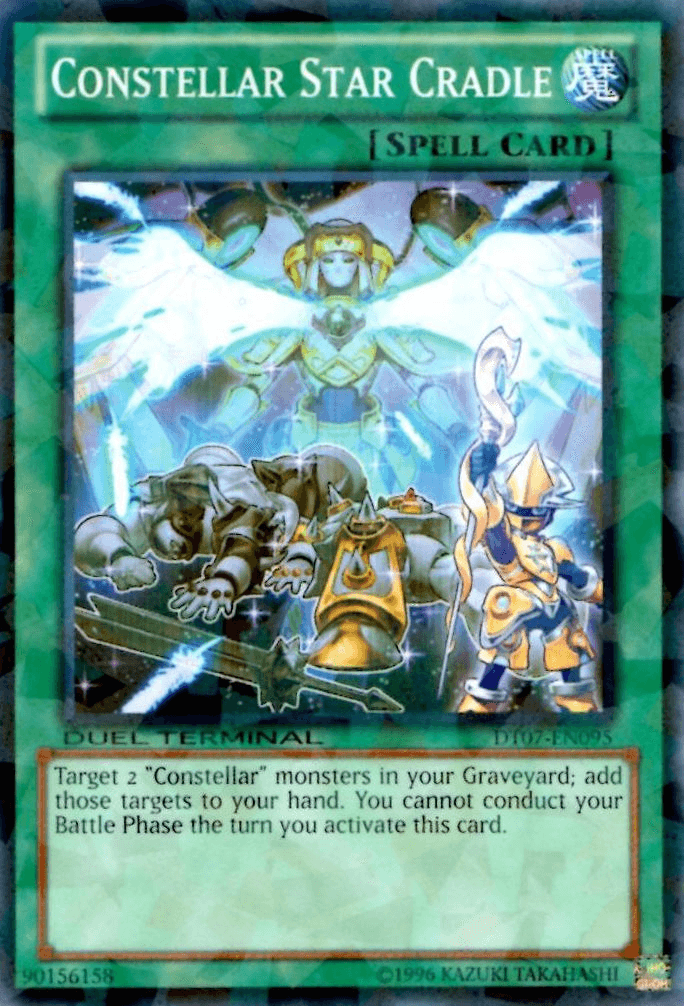 CONSTELLAR STAR CRADLE
SPELL
魔
[SPELL CARD]
DUEL TERMINAL
DT07-EN095
Target 2 "Constellar" monsters in your Graveyard; add
those targets to your hand. You cannot conduct your
Battle Phase the turn you activate this card.
90156158
©1996 KAZUKI TAKAHASHI